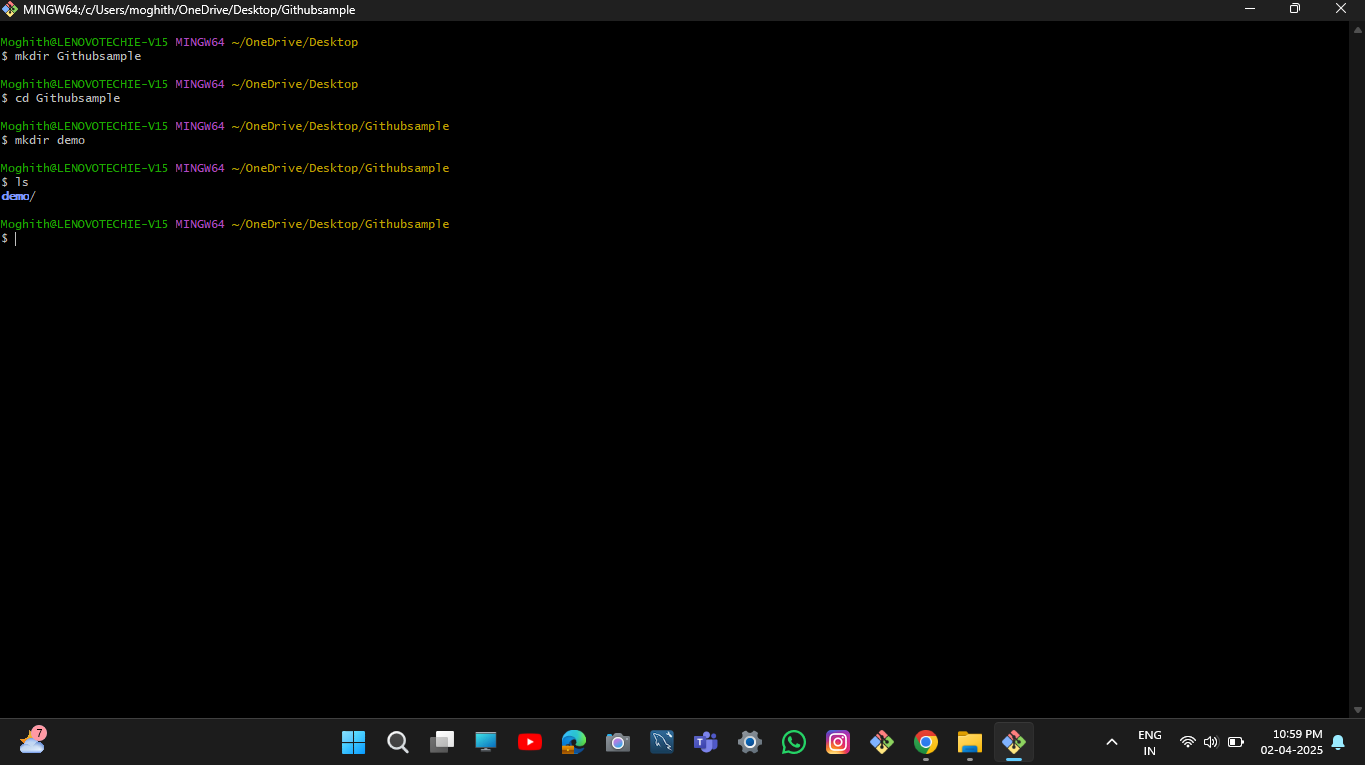 MINGW64:/c/Users/moghith/OneDrive/Desktop/Githubsample
Moghith@LENOVOTECHIE-V15 MINGW64 ~/OneDrive/Desktop
$ mkdir Githubsample
Moghith@LENOVOTECHIE-V15 MINGW64 ~/OneDrive/Desktop
$ cd Githubsample
Moghith@LENOVOTECHIE-V15 MINGW64 ~/OneDrive/Desktop/Githubsample
$ mkdir demo
Moghith@LENOVOTECHIE-V15 MINGW64 ~/OneDrive/Desktop/Githubsample
$ ls
demo/
Moghith@LENOVOTECHIE-V15 MINGW64 ~/OneDrive/Desktop/Githubsample
$
7
T
ENG
IN
10:59 PM
02-04-2025